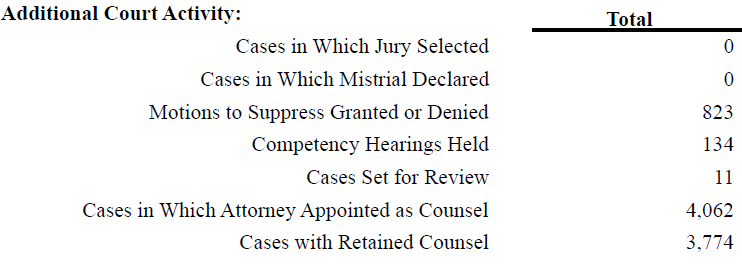 Additional Court Activity: Total
Cases in Which Jury Selected 0
Cases in Which Mistrial Declared 0
Motions to Suppress Granted or Denied 823
Competency Hearings Held 134
Cases Set for Review 11
Cases in Which Attorney Appointed as Counsel 4,062
Cases with Retained Counsel 3,774